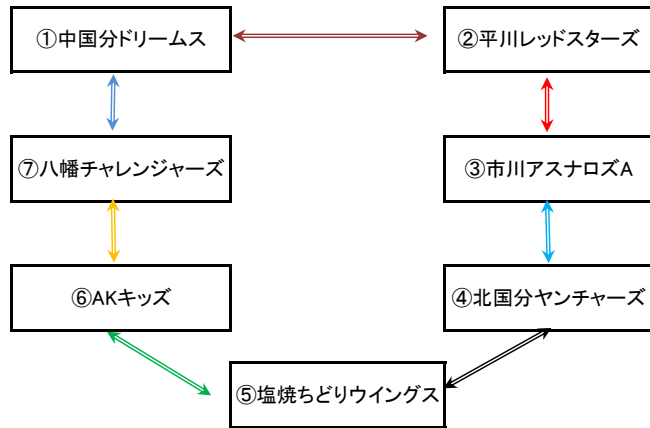 ①中国分ドリームス
②平川レッドスターズ
⑦八幡チャレンジャーズ
③市川アスナロズA
⑥AKキッズ
④北国分ヤンチャーズ
⑤塩焼ちどりウイングス